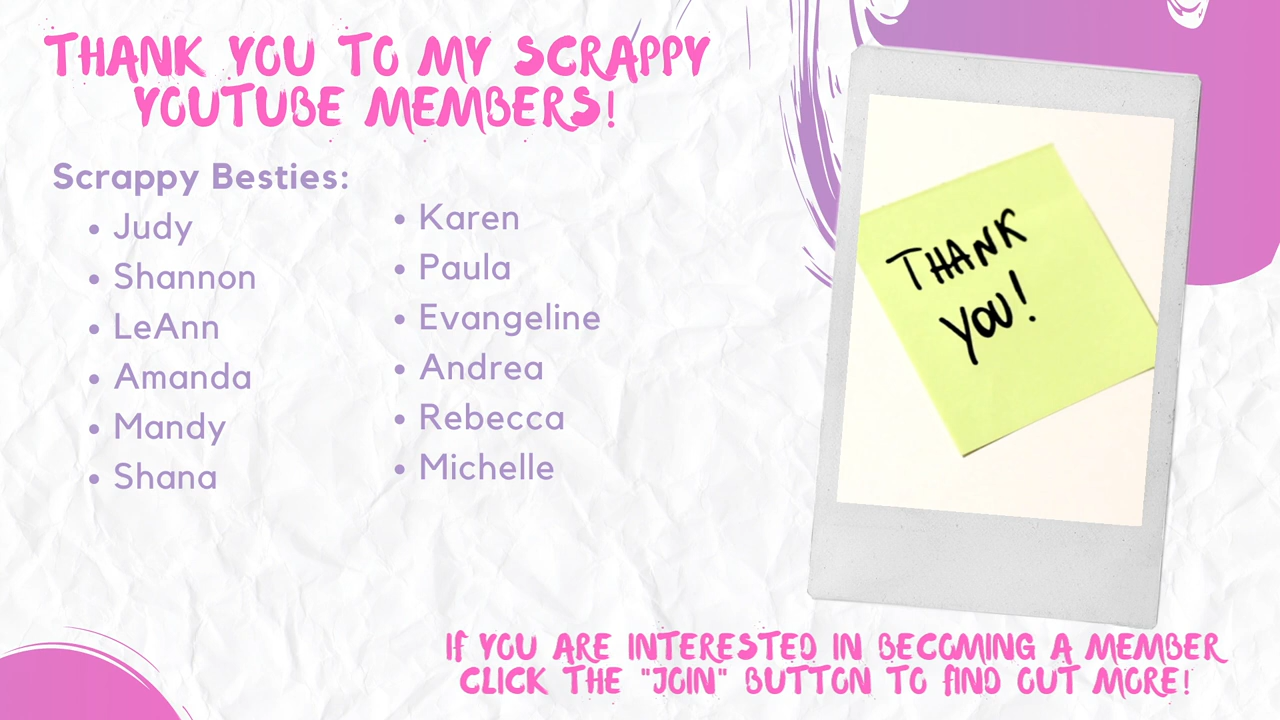 THANK YOU TO MY SCRAPPY
YOUTUBE MEMBERS!
Scrappy Besties:
• Judy
• Shannon
• LeAnn
• Amanda
• Mandy
• Shana
• Karen
• Paula
• Evangeline
• Andrea
• Rebecca
• Michelle
THANK
YOU!
IF YOU ARE INTERESTED IN BECOMING A MEMBER
CLICK THE "JOIN" BUTTON TO FIND OUT MORE!